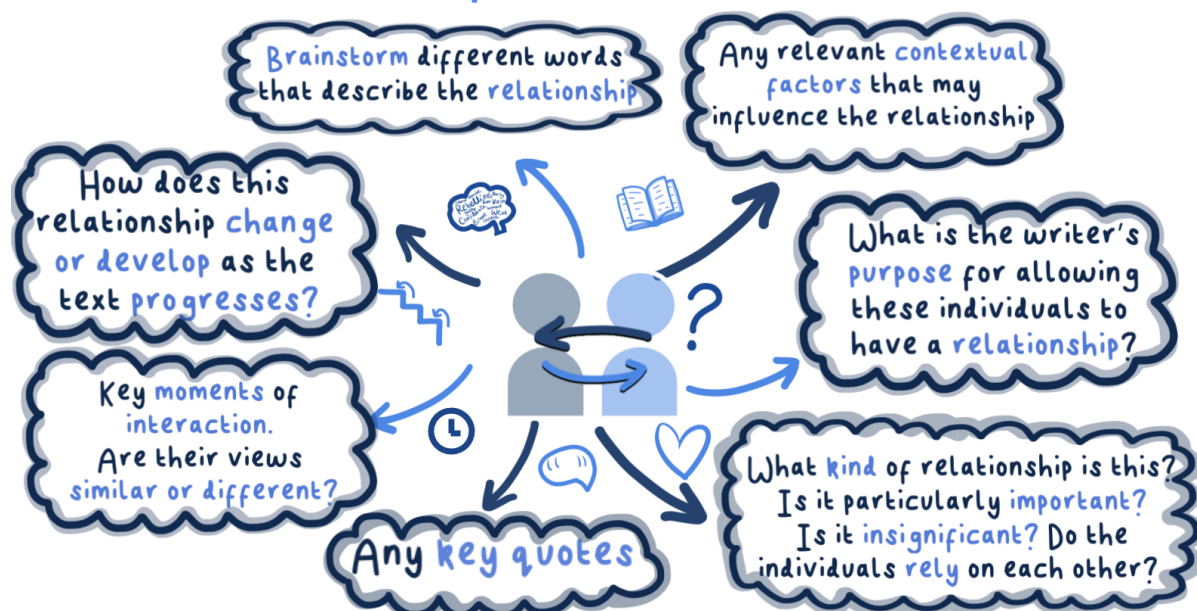 Brainstorm different words
that describe the relationship
Any relevant contextual
factors that may
influence the relationship
How does this
relationship change
or develop as the
text progresses?
What is the writer's
purpose for allowing
these individuals to
have a relationship?
Key moments of
interaction.
Are their views
similar or different?
Any key quotes
What kind of relationship is this?
Is it particularly important?
Is it insignificant? Do the
individuals rely on each other?
?